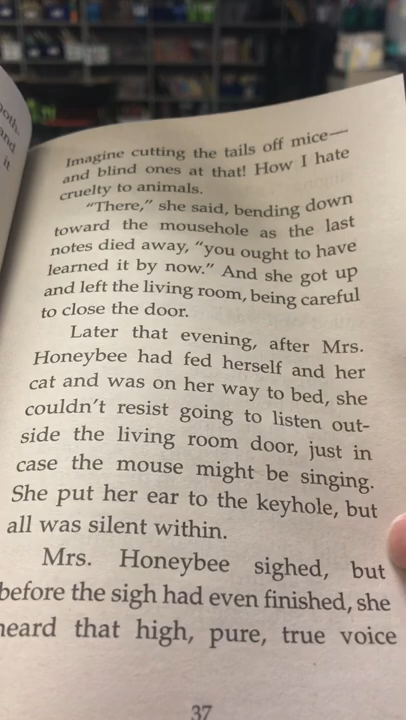 ooth.
and
it
Imagine cutting the tails off mice—
and blind ones at that! How I hate
cruelty to animals.
“There,” she said, bending down
toward the mousehole as the last
notes died away, “you ought to have
learned it by now.” And she got up
and left the living room, being careful
to close the door.
Later that evening, after Mrs.
Honeybee had fed herself and her
cat and was on her way to bed, she
couldn’t resist going to listen out-
side the living room door, just in
case the mouse might be singing.
She put her ear to the keyhole, but
all was silent within.
Mrs. Honeybee sighed, but
before the sigh had even finished, she
heard that high, pure, true voice
37